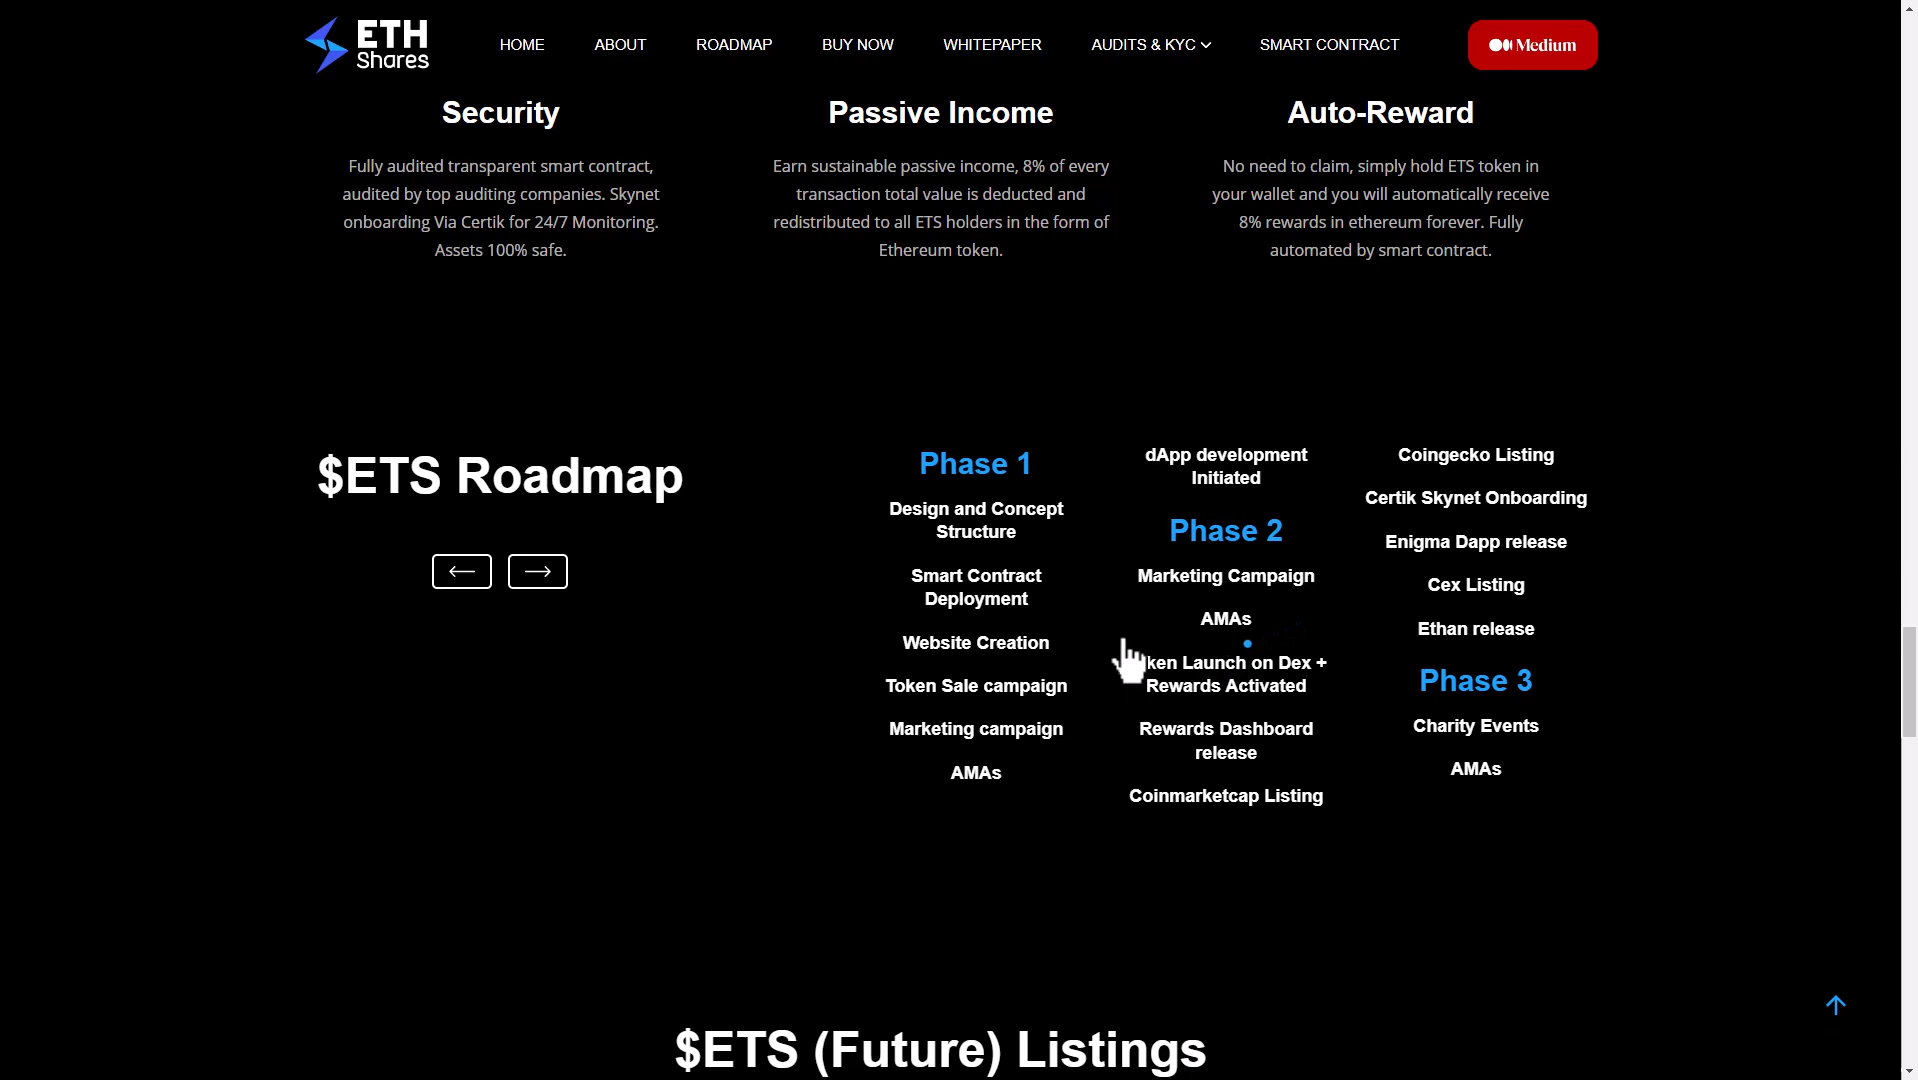 ETH
Shares
HOME
ABOUT
ROADMAP
BUY NOW
WHITEPAPER
AUDITS & KYC
SMART CONTRACT
Medium
Security
Fully audited transparent smart contract,
audited by top auditing companies. Skynet
onboarding Via Certik for 24/7 Monitoring.
Assets 100% safe.
Passive Income
Earn sustainable passive income, 8% of every
transaction total value is deducted and
redistributed to all ETS holders in the form of
Ethereum token.
Auto-Reward
No need to claim, simply hold ETS token in
your wallet and you will automatically receive
8% rewards in ethereum forever. Fully
automated by smart contract.
$ETS Roadmap
Phase 1
Design and Concept
Structure
Smart Contract
Deployment
Website Creation
Token Sale campaign
Marketing campaign
AMAs
dApp development
Initiated
Phase 2
Marketing Campaign
AMAs
Launch on Dex +
Rewards Activated
Rewards Dashboard
release
Coinmarketcap Listing
Coingecko Listing
Certik Skynet Onboarding
Enigma Dapp release
Cex Listing
Ethan release
Phase 3
Charity Events
AMAs
$ETS (Future) Listings